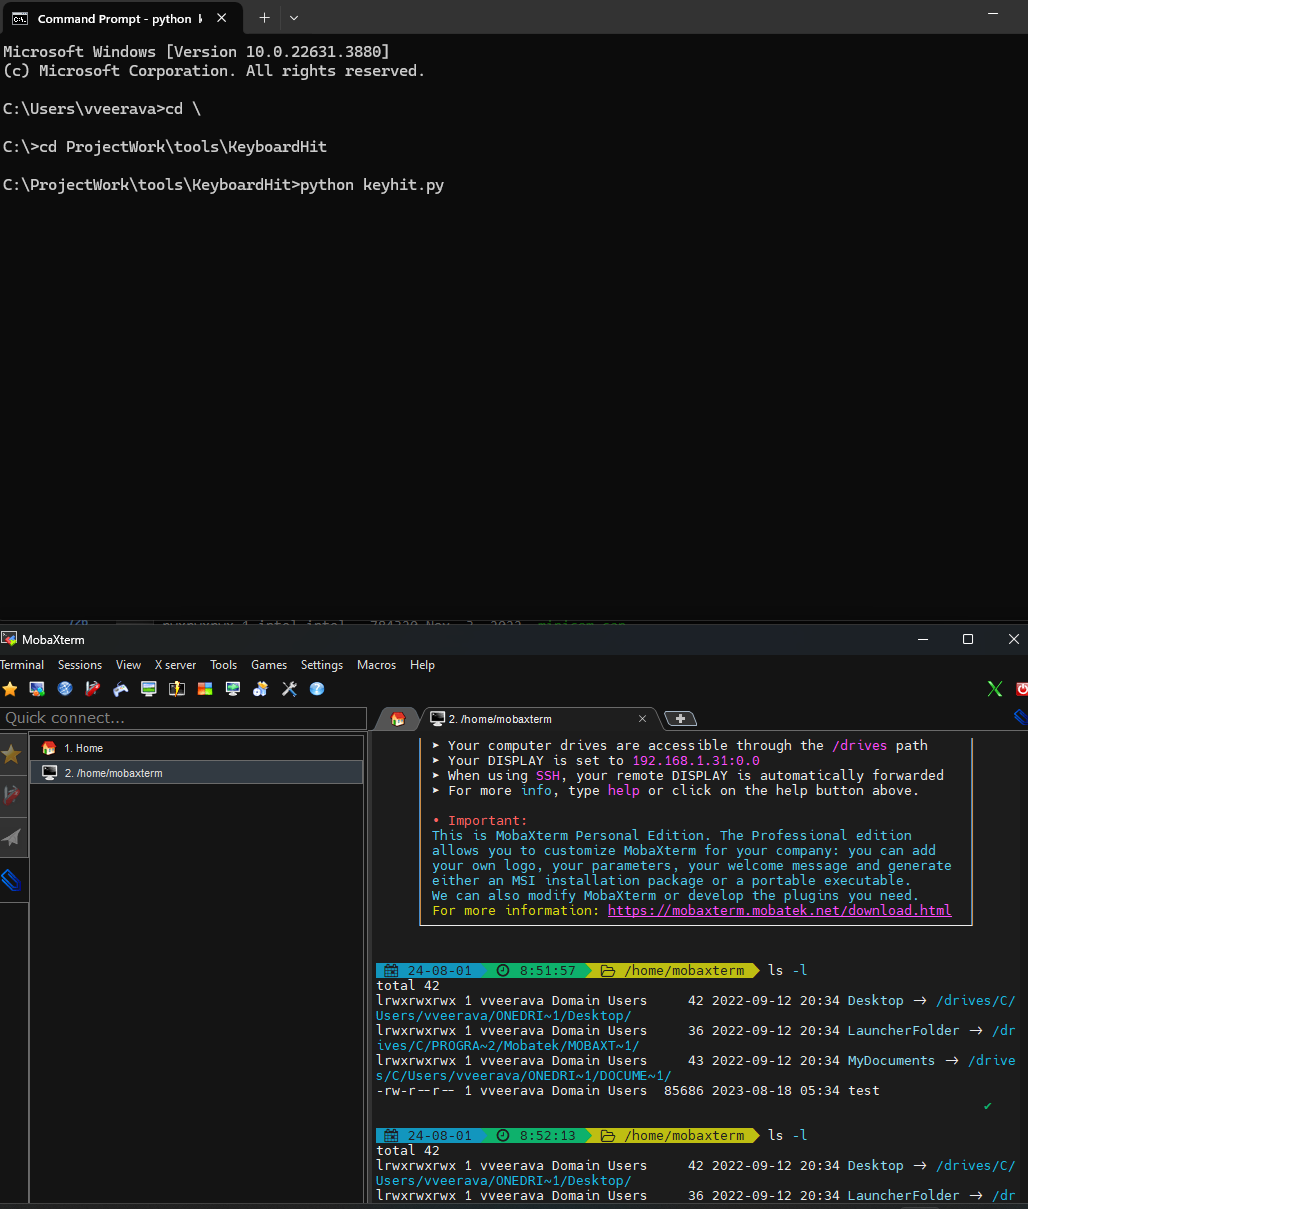 Command Prompt - python
Microsoft Windows [Version 10.0.22631.3880]
(c) Microsoft Corporation. All rights reserved.
C:\Users\vveerava>cd \
C:\>cd ProjectWork\tools\KeyboardHit
C:\ProjectWork\tools\KeyboardHit>python keyhit.py
MobaXterm
Terminal Sessions View X server Tools Games Settings Macros Help
Quick connect...
2. /home/mobaxterm
1. Home
2. /home/mobaxterm
➤ Your computer drives are accessible through the /drives path
➤ Your DISPLAY is set to 192.168.1.31:0.0
➤ When using SSH, your remote DISPLAY is automatically forwarded
➤ For more info, type help or click on the help button above.
• Important:
This is MobaXterm Personal Edition. The Professional edition
allows you to customize MobaXterm for your company: you can add
your own logo, your parameters, your welcome message and generate
either an MSI installation package or a portable executable.
We can also modify MobaXterm or develop the plugins you need.
For more information: https://mobaxterm.mobatek.net/download.html
24-08-01 8:51:57 /home/mobaxterm ls -l
total 42
lrwxrwxrwx 1 vveerava Domain Users 42 2022-09-12 20:34 Desktop -> /drives/C/
Users/vveerava/ONEDRI~1/Desktop/
lrwxrwxrwx 1 vveerava Domain Users 36 2022-09-12 20:34 LauncherFolder -> /dr
ives/C/PROGRA~2/Mobatek/MOBAXT~1/
lrwxrwxrwx 1 vveerava Domain Users 43 2022-09-12 20:34 MyDocuments -> /drive
s/C/Users/vveerava/ONEDRI~1/DOCUME~1/
-rw-r--r-- 1 vveerava Domain Users 85686 2023-08-18 05:34 test
✔
24-08-01 8:52:13 /home/mobaxterm ls -l
total 42
lrwxrwxrwx 1 vveerava Domain Users 42 2022-09-12 20:34 Desktop -> /drives/C/
Users/vveerava/ONEDRI~1/Desktop/
lrwxrwxrwx 1 vveerava Domain Users 36 2022-09-12 20:34 LauncherFolder -> /dr